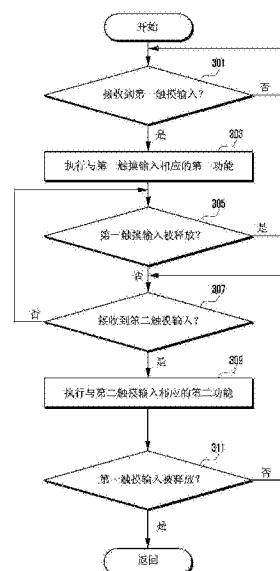 开始
301
接收到第一触摸输入？
否
是
303
执行与第一触摸输入相应的第一功能
305
第一触摸输入被释放？
是
否
307
接收到第二触摸输入？
否
是
309
执行与第二触摸输入相应的第二功能
311
第一触摸输入被释放？
否
是
返回